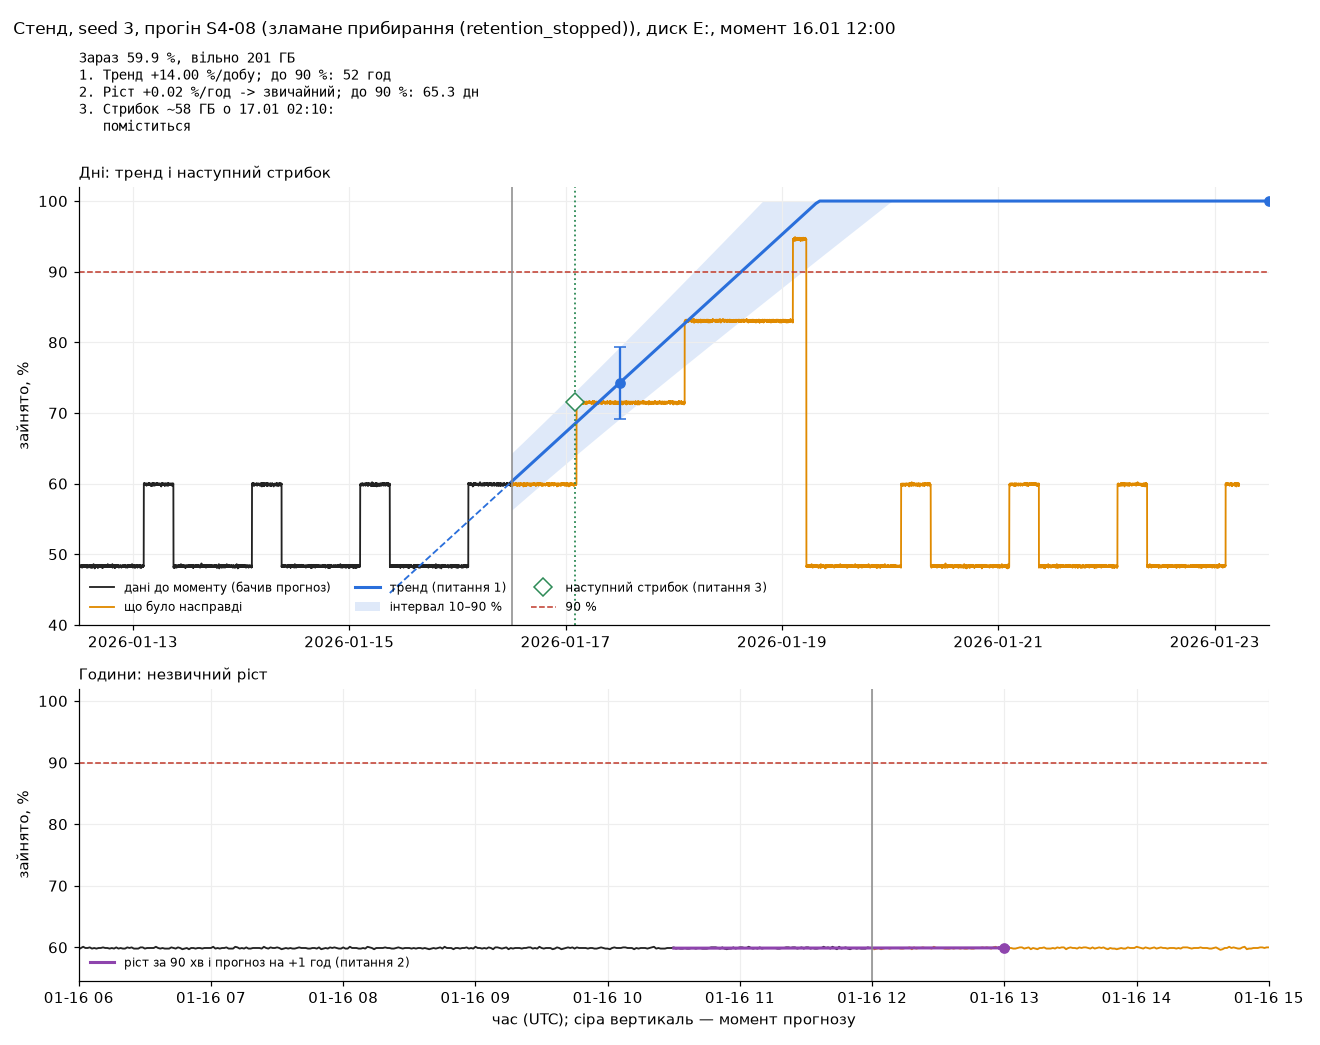 Стенд, seed 3, прогін S4-08 (зламане прибирання (retention_stopped)), диск E:, момент 16.01 12:00
Зараз 59.9 %, вільно 201 ГБ
1. Тренд +14.00 %/добу; до 90 %: 52 год
2. Ріст +0.02 %/год -> звичайний; до 90 %: 65.3 дн
3. Стрибок ~58 ГБ о 17.01 02:10:
поміститься
Дні: тренд і наступний стрибок
100
90
80
70
60
50
40
зайнято, %
дані до моменту (бачив прогноз)
що було насправді
тренд (питання 1)
інтервал 10–90 %
наступний стрибок (питання 3)
90 %
2026-01-13
2026-01-15
2026-01-17
2026-01-19
2026-01-21
2026-01-23
Години: незвичний ріст
100
90
80
70
60
зайнято, %
ріст за 90 хв і прогноз на +1 год (питання 2)
01-16 06
01-16 07
01-16 08
01-16 09
01-16 10
01-16 11
01-16 12
01-16 13
01-16 14
01-16 15
час (UTC); сіра вертикаль — момент прогнозу